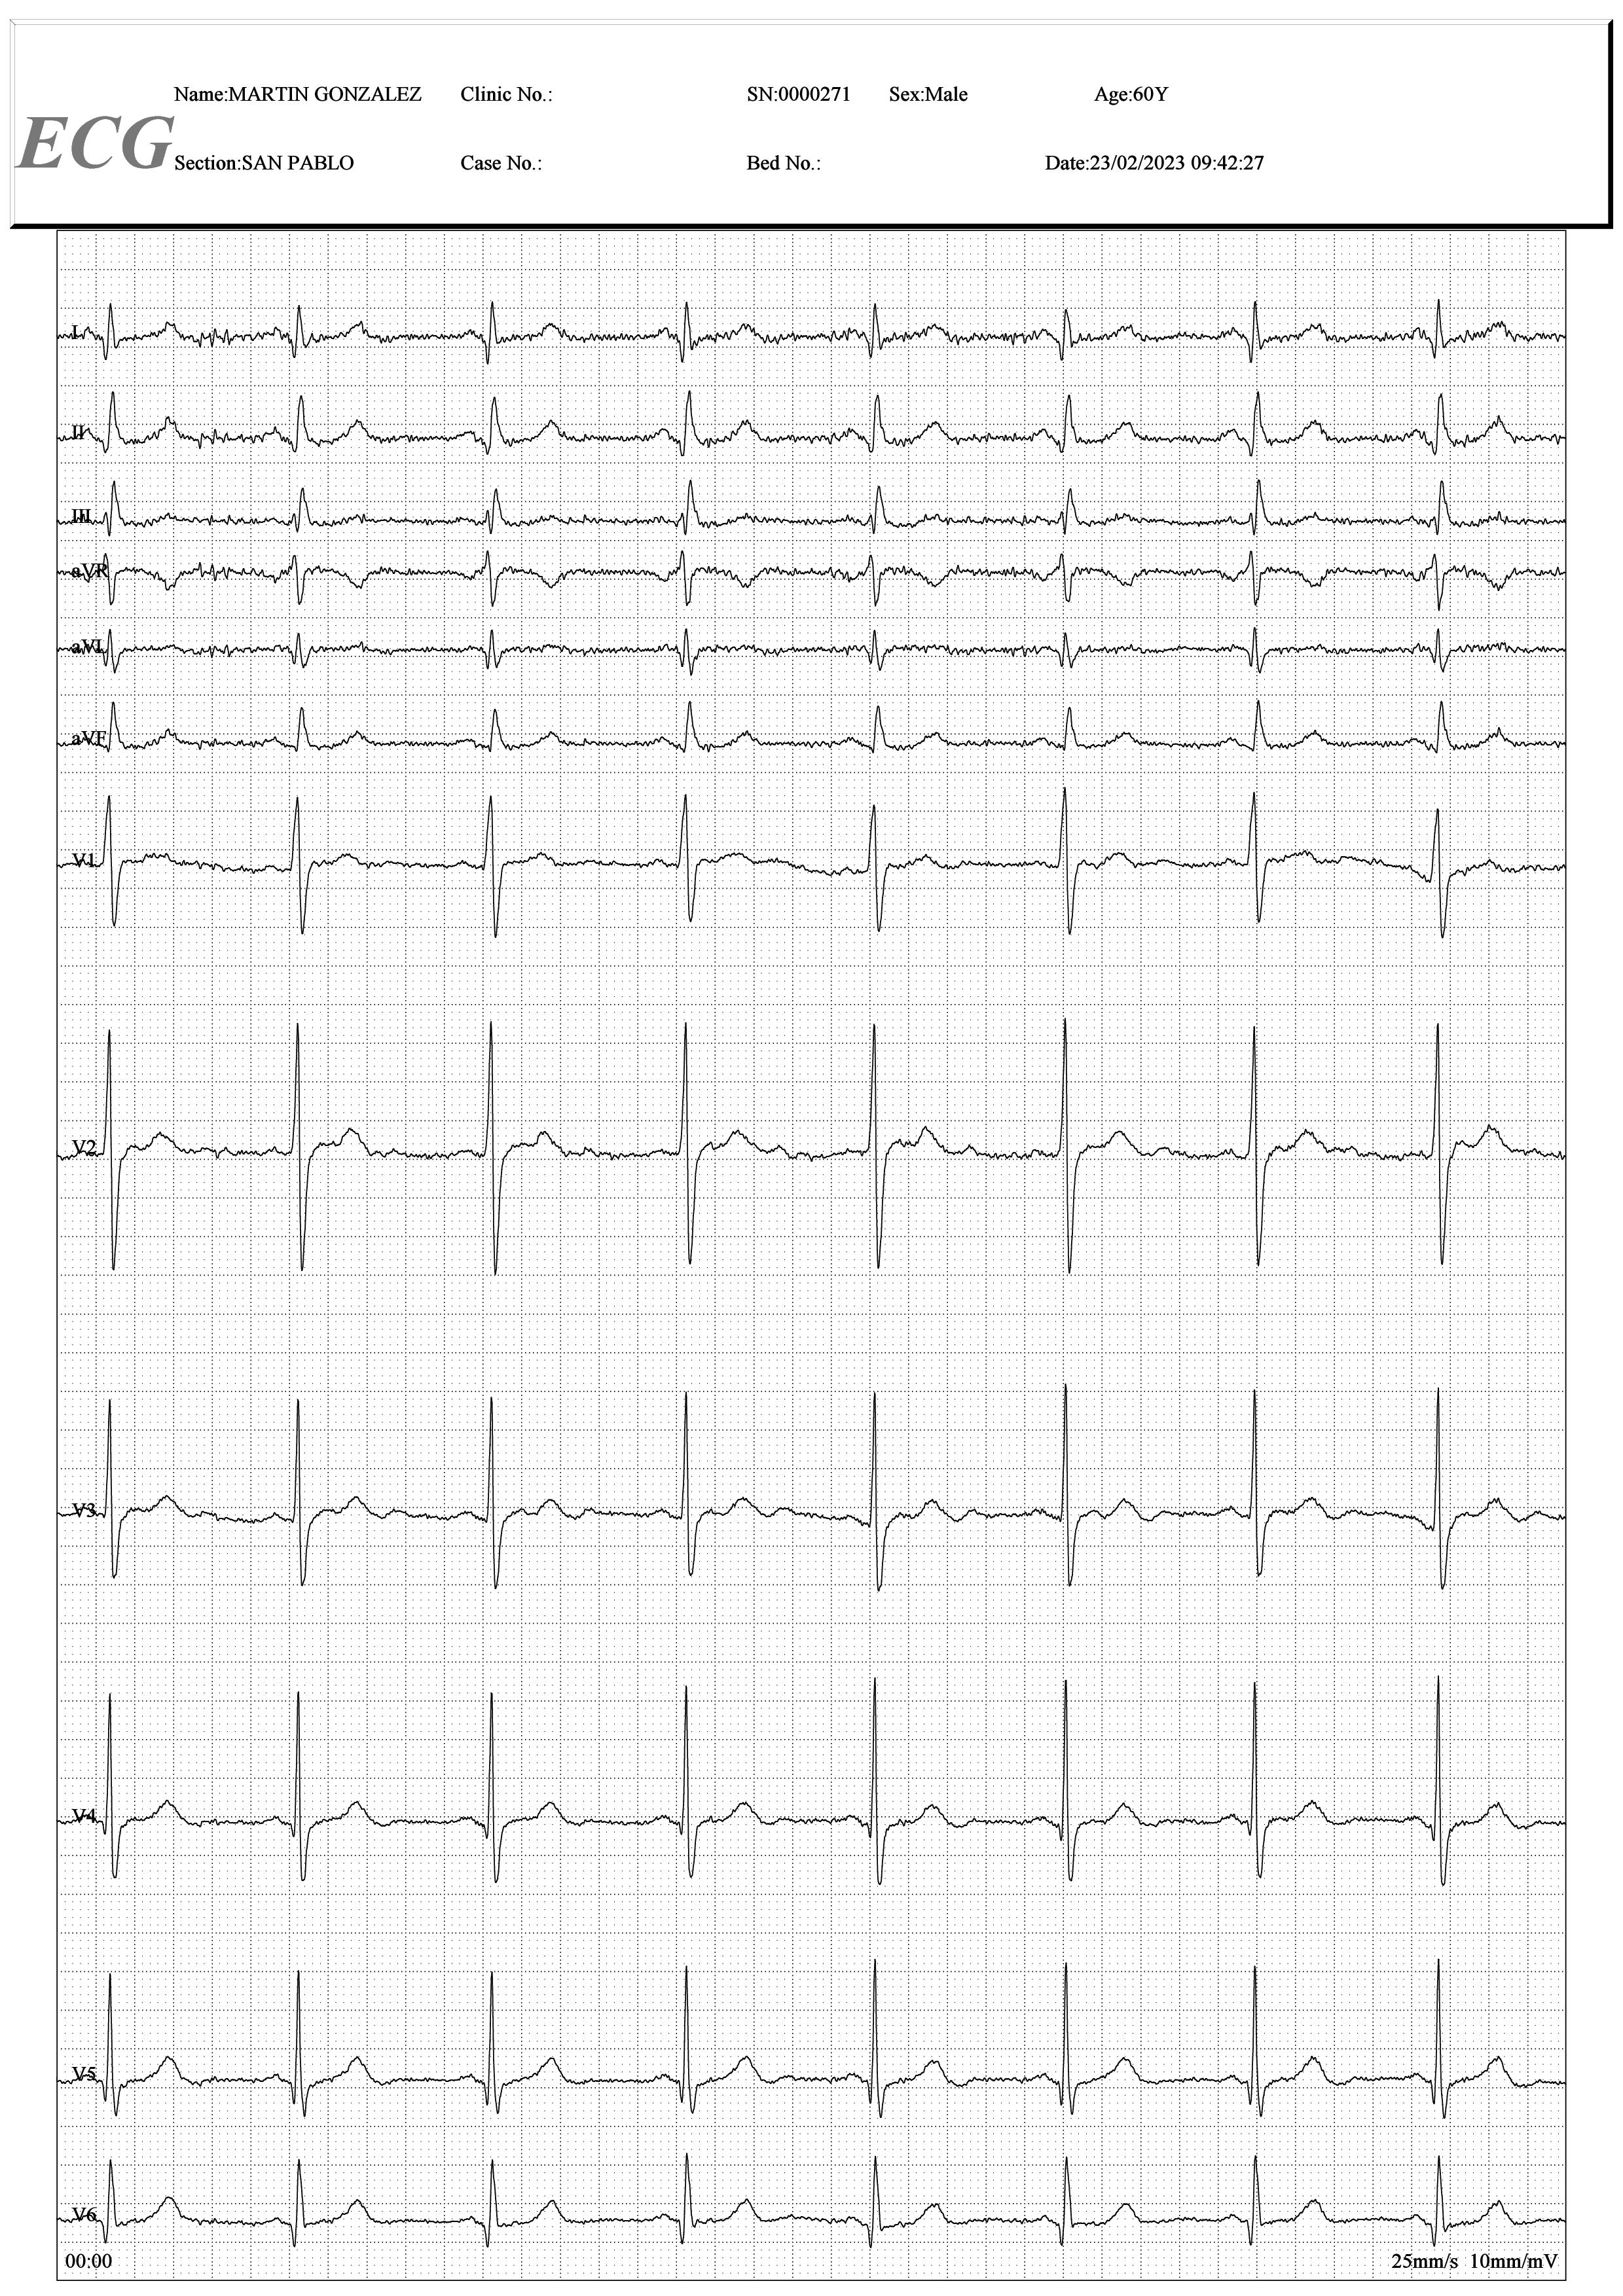 ECG
Name:MARTIN GONZALEZ Clinic No.: SN:0000271 Sex:Male Age:60Y
Section:SAN PABLO Case No.: Bed No.: Date:23/02/2023 09:42:27
I
II
III
aVR
aVL
aVF
V1
V2
V3
V4
V5
V6
00:00 25mm/s 10mm/mV